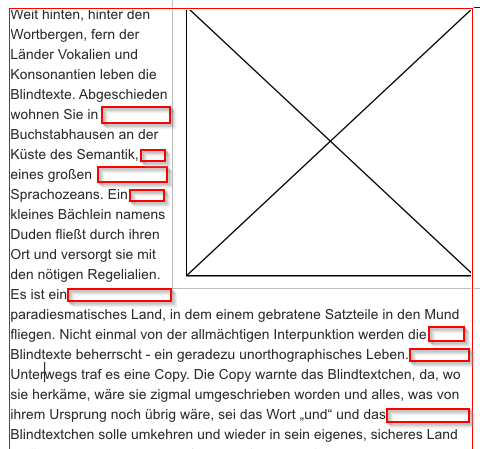 Weit hinten, hinter den
Wortbergen, fern der
Länder Vokalien und
Konsonantien leben die
Blindtexte. Abgeschieden
wohnen Sie in
Buchstabhausen an der
Küste des Semantik,
eines großen
Sprachozeans. Ein
kleines Bächlein namens
Duden fließt durch ihren
Ort und versorgt sie mit
den nötigen Regelialien.
Es ist ein
paradiesmatisches Land, in dem einem gebratene Satzteile in den Mund
fliegen. Nicht einmal von der allmächtigen Interpunktion werden die
Blindtexte beherrscht - ein geradezu unorthographisches Leben.
Unterwegs traf es eine Copy. Die Copy warnte das Blindtextchen, da, wo
sie herkäme, wäre sie zigmal umgeschrieben worden und alles, was von
ihrem Ursprung noch übrig wäre, sei das Wort „und“ und das
Blindtextchen solle umkehren und wieder in sein eigenes, sicheres Land